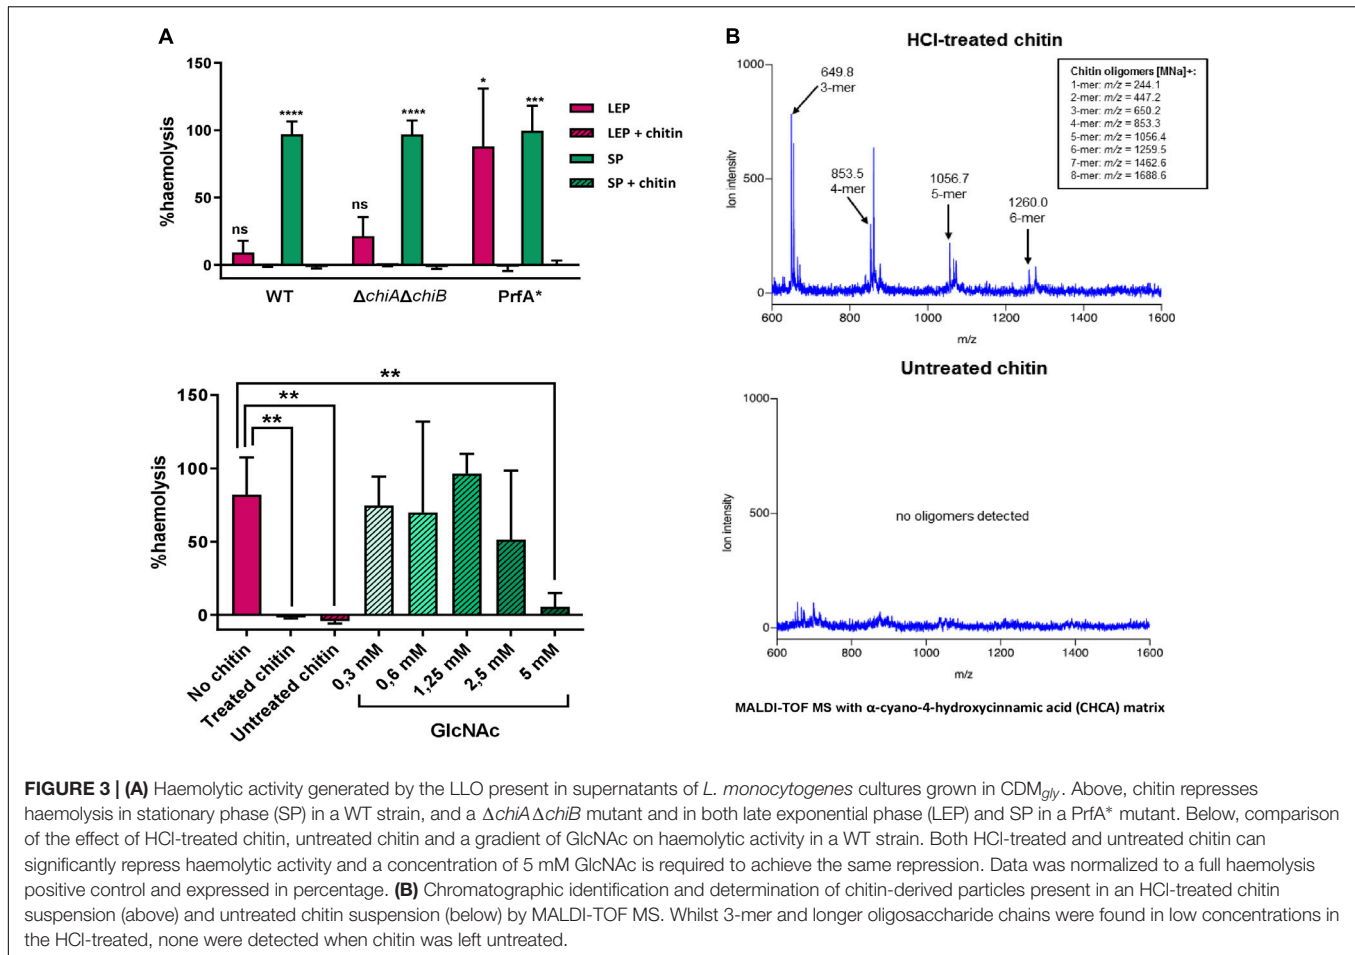 A
150
100
50
0
%haemolysis
ns
****
ns
****
*
***
LEP
LEP + chitin
SP
SP + chitin
WT
ΔchiAΔchiB
PrfA*
150
100
50
0
%haemolysis
**
**
**
No chitin
Treated chitin
Untreated chitin
0,3 mM
0,6 mM
1,25 mM
2,5 mM
5 mM
GlcNAc
B
HCl-treated chitin
1000
500
0
Ion intensity
649.8
3-mer
853.5
4-mer
1056.7
5-mer
1260.0
6-mer
Chitin oligomers [MNa]+:
1-mer: m/z = 244.1
2-mer: m/z = 447.2
3-mer: m/z = 650.2
4-mer: m/z = 853.3
5-mer: m/z = 1056.4
6-mer: m/z = 1259.5
7-mer: m/z = 1462.6
8-mer: m/z = 1688.6
600 800 1000 1200 1400 1600
m/z
Untreated chitin
1000
500
0
Ion intensity
no oligomers detected
600 800 1000 1200 1400 1600
m/z
MALDI-TOF MS with α-cyano-4-hydroxycinnamic acid (CHCA) matrix
FIGURE 3 | (A) Haemolytic activity generated by the LLO present in supernatants of L. monocytogenes cultures grown in CDMgly. Above, chitin represses
haemolysis in stationary phase (SP) in a WT strain, and a ΔchiAΔchiB mutant and in both late exponential phase (LEP) and SP in a PrfA* mutant. Below, comparison
of the effect of HCl-treated chitin, untreated chitin and a gradient of GlcNAc on haemolytic activity in a WT strain. Both HCl-treated and untreated chitin can
significantly repress haemolytic activity and a concentration of 5 mM GlcNAc is required to achieve the same repression. Data was normalized to a full haemolysis
positive control and expressed in percentage. (B) Chromatographic identification and determination of chitin-derived particles present in an HCl-treated chitin
suspension (above) and untreated chitin suspension (below) by MALDI-TOF MS. Whilst 3-mer and longer oligosaccharide chains were found in low concentrations in
the HCl-treated, none were detected when chitin was left untreated.